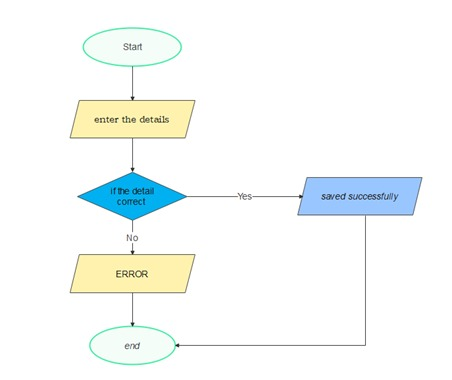 Start
enter the details
if the detail
correct
Yes
saved successfully
No
ERROR
end